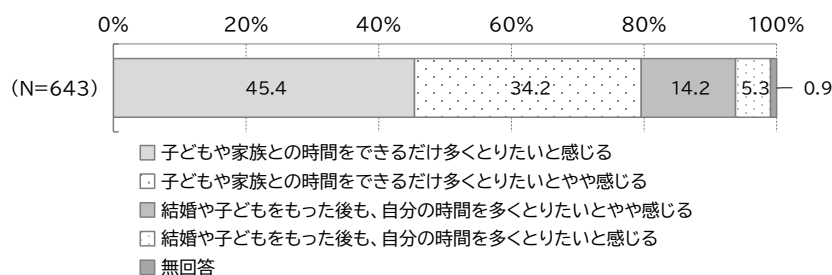 0% 20% 40% 60% 80% 100%
(N=643) 45.4 34.2 14.2 5.3 0.9
子どもや家族との時間をできるだけ多くとりたいと感じる
子どもや家族との時間をできるだけ多くとりたいとやや感じる
結婚や子どもをもった後も、自分の時間を多くとりたいとやや感じる
結婚や子どもをもった後も、自分の時間を多くとりたいと感じる
無回答